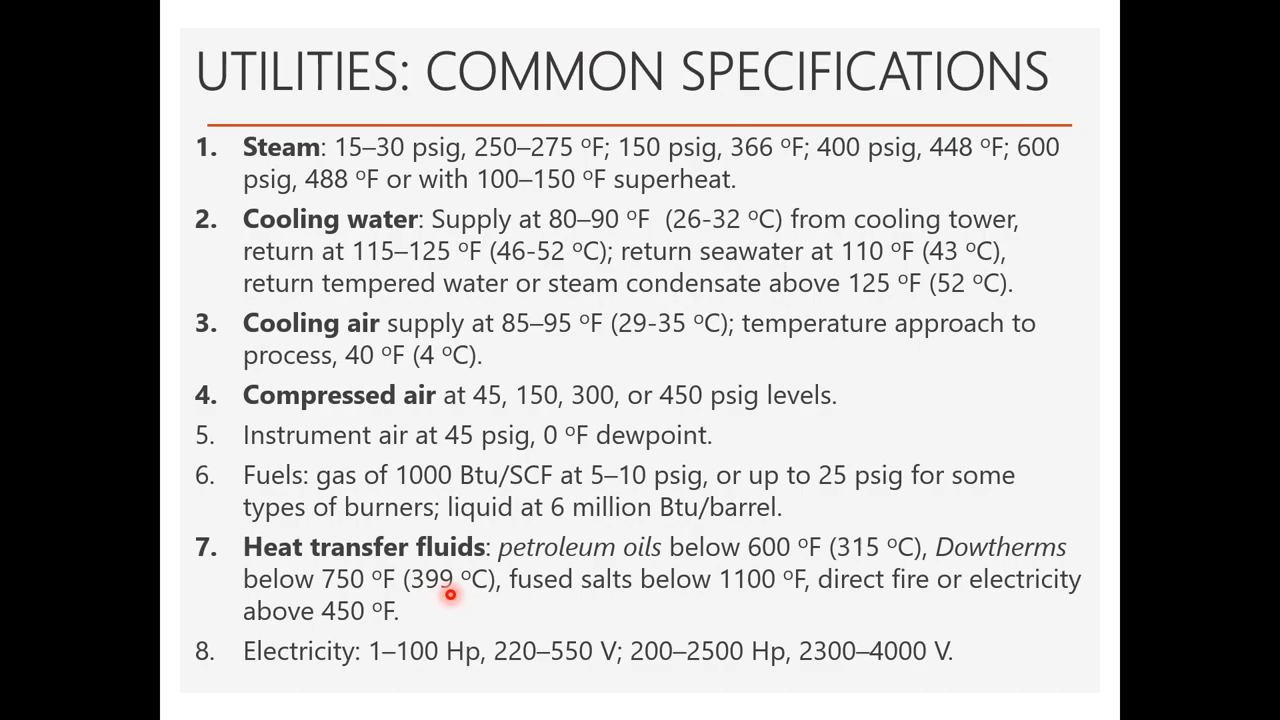 UTILITIES: COMMON SPECIFICATIONS
1. Steam: 15–30 psig, 250–275 ºF; 150 psig, 366 ºF; 400 psig, 448 ºF; 600
psig, 488 ºF or with 100–150 ºF superheat.
2. Cooling water: Supply at 80–90 ºF (26-32 ºC) from cooling tower,
return at 115–125 ºF (46-52 ºC); return seawater at 110 ºF (43 ºC),
return tempered water or steam condensate above 125 ºF (52 ºC).
3. Cooling air supply at 85–95 ºF (29-35 ºC); temperature approach to
process, 40 ºF (4 ºC).
4. Compressed air at 45, 150, 300, or 450 psig levels.
5. Instrument air at 45 psig, 0 ºF dewpoint.
6. Fuels: gas of 1000 Btu/SCF at 5–10 psig, or up to 25 psig for some
types of burners; liquid at 6 million Btu/barrel.
7. Heat transfer fluids: petroleum oils below 600 ºF (315 ºC), Dowtherms
below 750 ºF (399 ºC), fused salts below 1100 ºF, direct fire or electricity
above 450 ºF.
8. Electricity: 1–100 Hp, 220–550 V; 200–2500 Hp, 2300–4000 V.